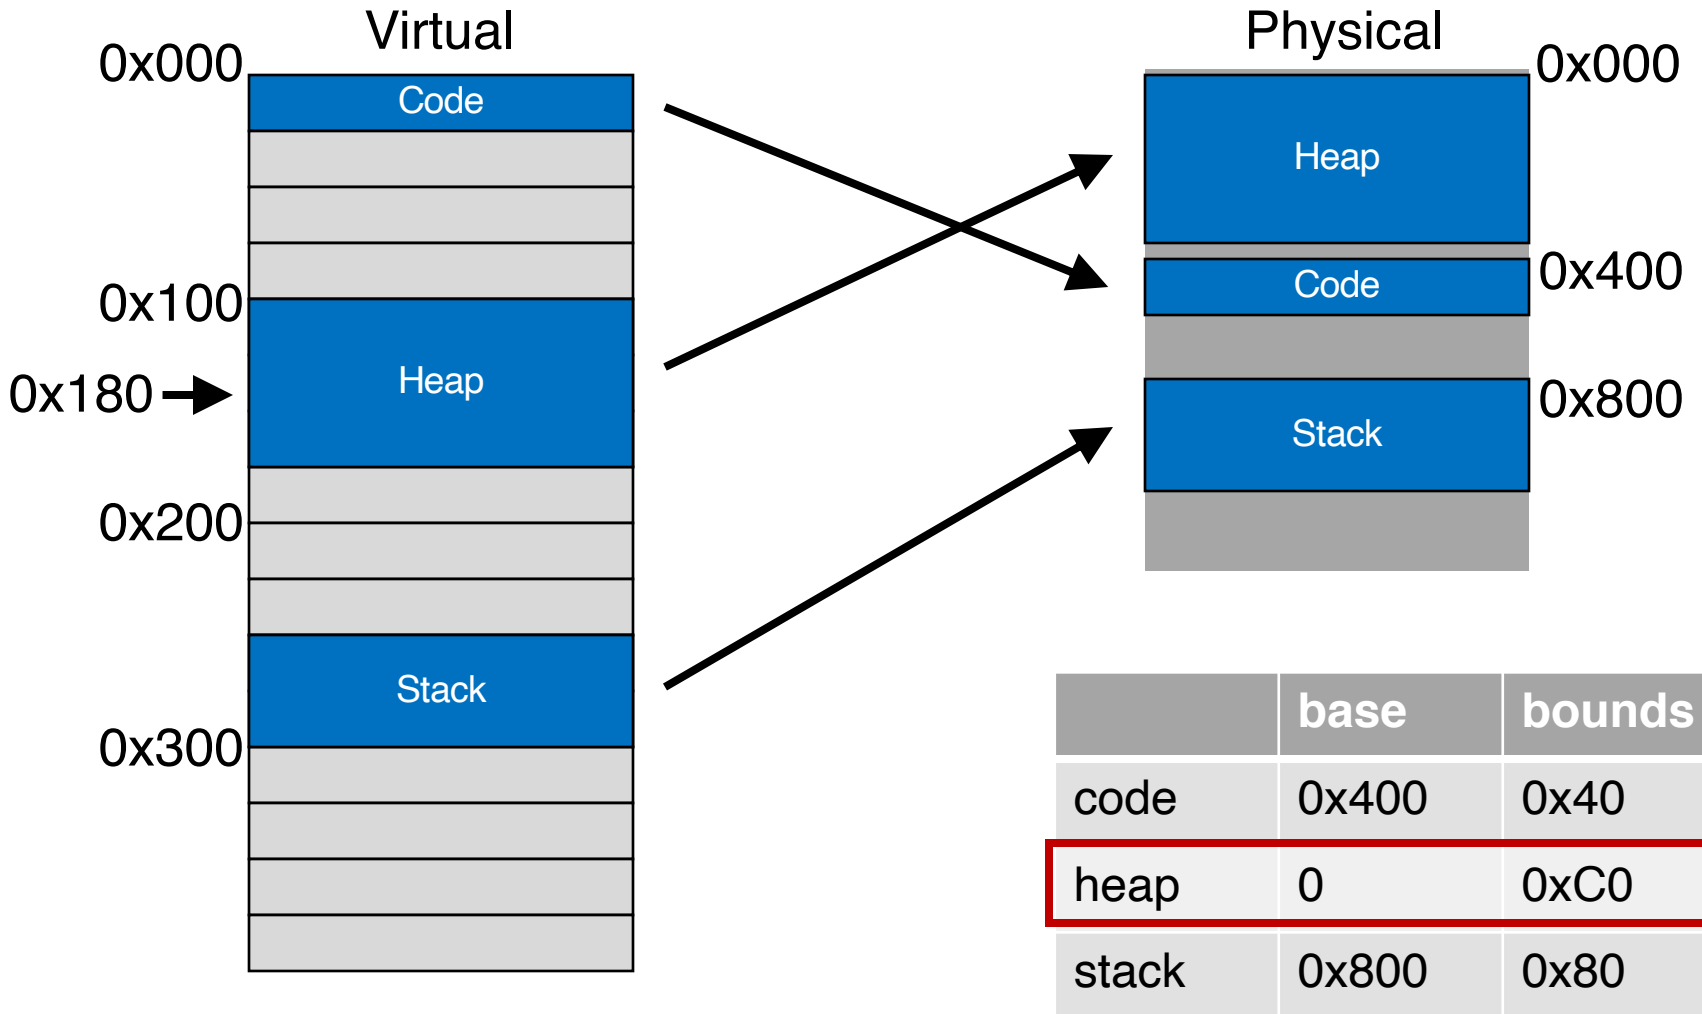 Virtual
0x000
Code
0x100
Heap
0x180
0x200
Stack
0x300
Physical
0x000
Heap
0x400
Code
0x800
Stack
base bounds
code 0x400 0x40
heap 0 0xC0
stack 0x800 0x80